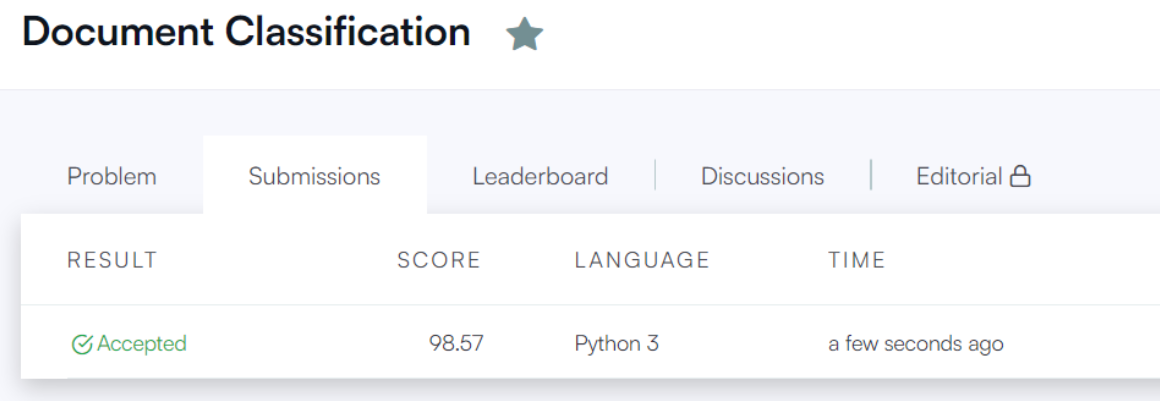 Document Classification
Problem Submissions Leaderboard Discussions Editorial
RESULT SCORE LANGUAGE TIME
Accepted 98.57 Python 3 a few seconds ago